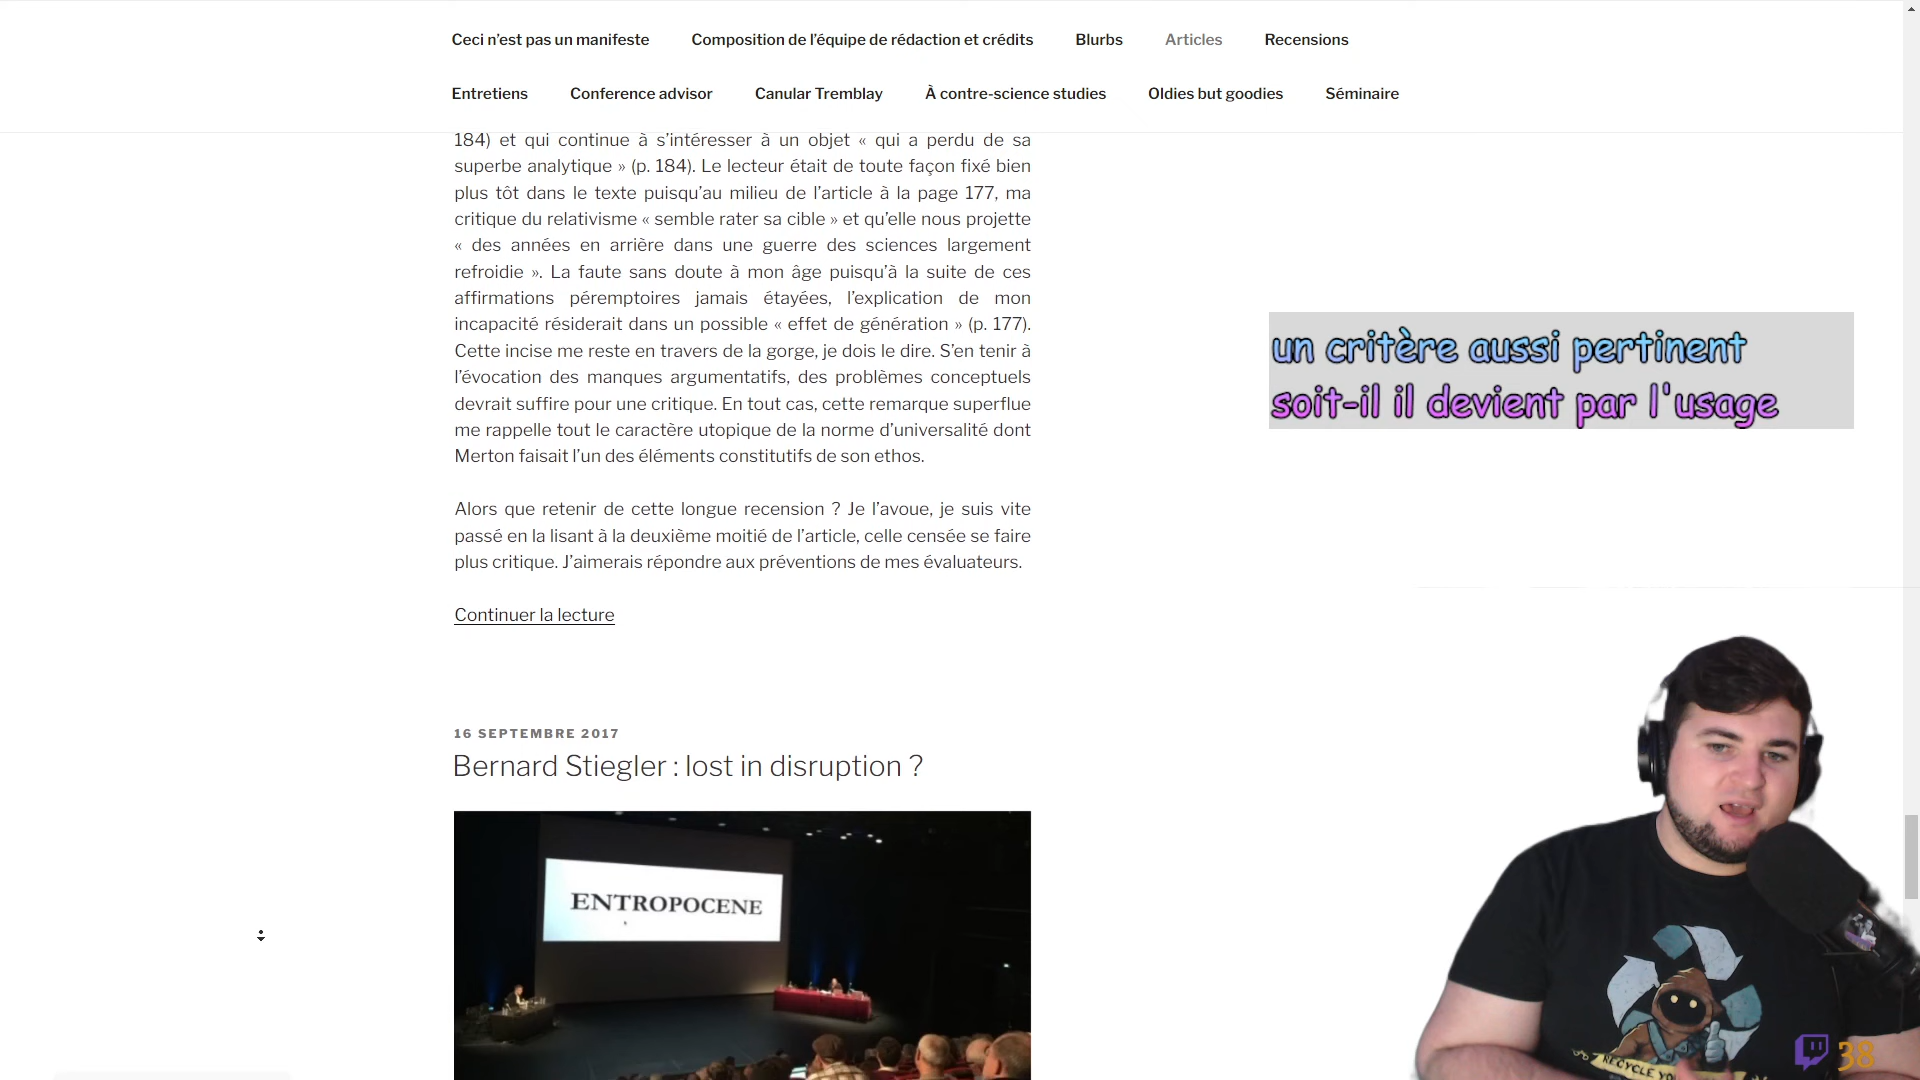 Ceci n’est pas un manifeste Composition de l’équipe de rédaction et crédits Blurbs Articles Recensions
Entretiens Conference advisor Canular Tremblay À contre-science studies Oldies but goodies Séminaire
184) et qui continue à s’intéresser à un objet « qui a perdu de sa
superbe analytique » (p. 184). Le lecteur était de toute façon fixé bien
plus tôt dans le texte puisqu’au milieu de l’article à la page 177, ma
critique du relativisme « semble rater sa cible » et qu’elle nous projette
« des années en arrière dans une guerre des sciences largement
refroidie ». La faute sans doute à mon âge puisqu’à la suite de ces
affirmations péremptoires jamais étayées, l’explication de mon
incapacité résiderait dans un possible « effet de génération » (p. 177).
Cette incise me reste en travers de la gorge, je dois le dire. S’en tenir à
l’évocation des manques argumentatifs, des problèmes conceptuels
devrait suffire pour une critique. En tout cas, cette remarque superflue
me rappelle tout le caractère utopique de la norme d’universalité dont
Merton faisait l’un des éléments constitutifs de son ethos.
Alors que retenir de cette longue recension ? Je l’avoue, je suis vite
passé en la lisant à la deuxième moitié de l’article, celle censée se faire
plus critique. J’aimerais répondre aux préventions de mes évaluateurs.
Continuer la lecture
16 SEPTEMBRE 2017
Bernard Stiegler : lost in disruption ?
ENTROPOCENE
un critère aussi pertinent
soit-il il devient par l'usage
RECYCLE
38